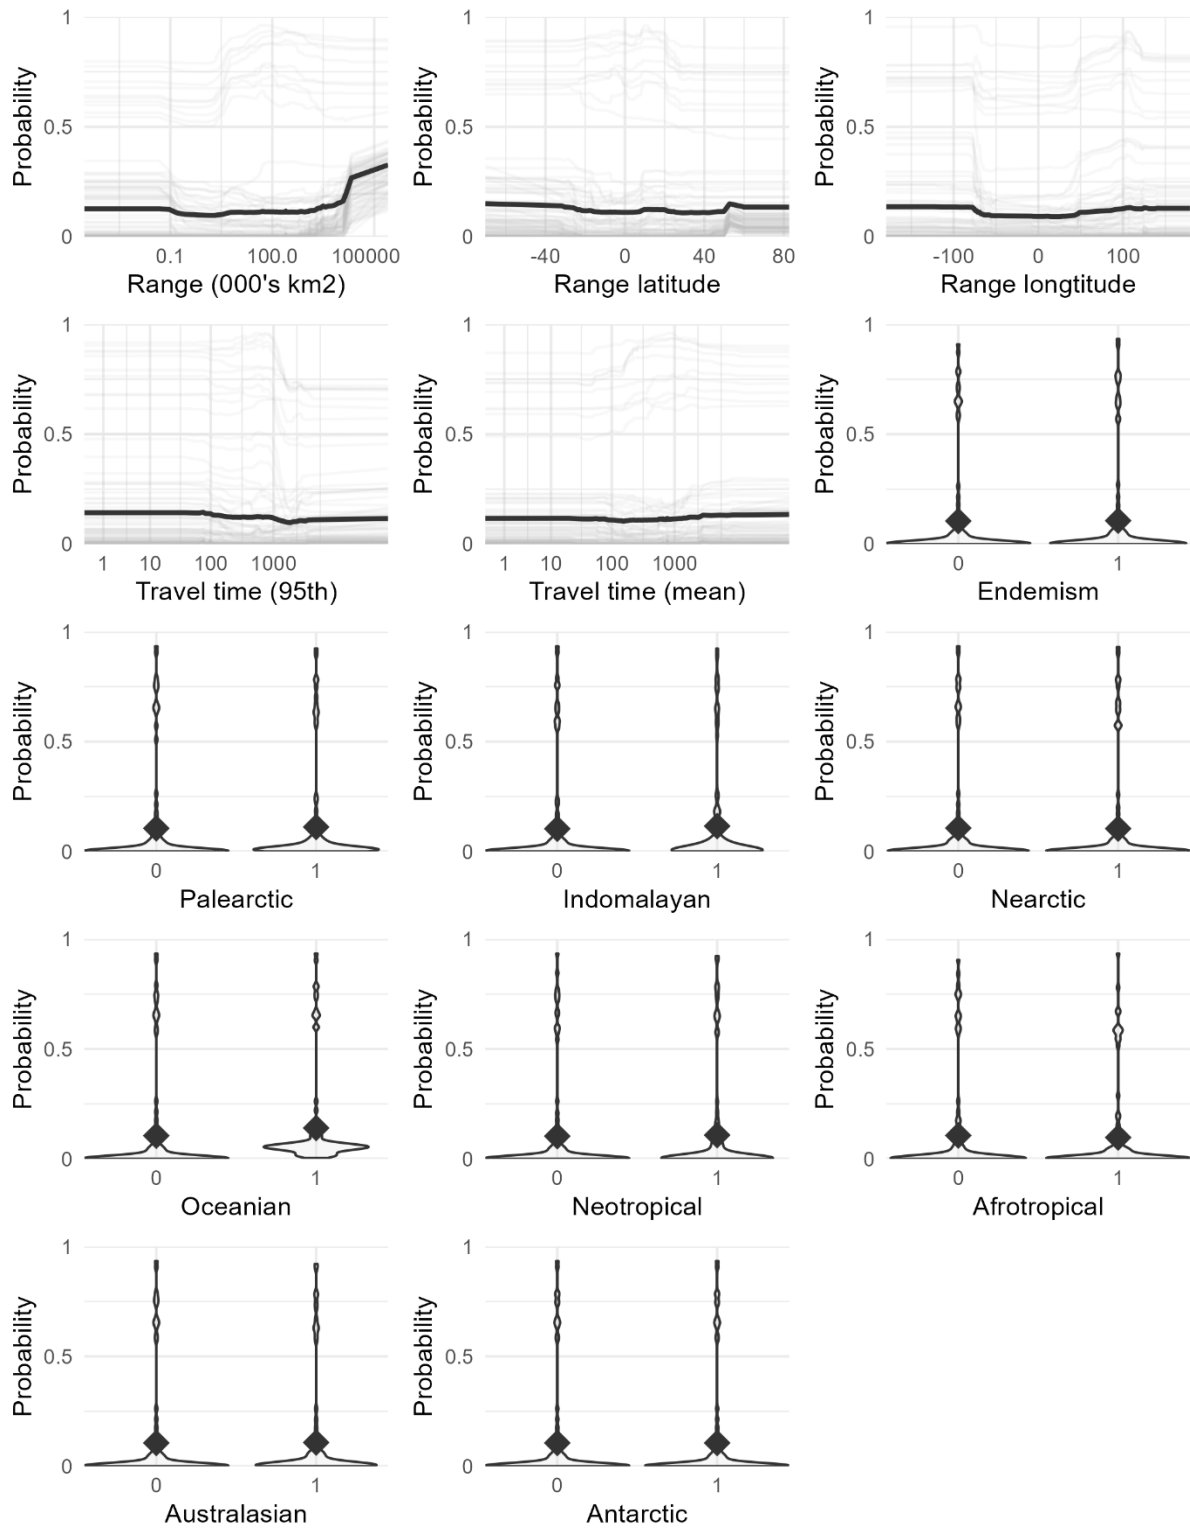 1 1 1
Probability Probability Probability
0.5 0.5 0.5
0 0 0
0.1 100.0 100000 -40 0 40 80 -100 0 100
Range (000's km2) Range latitude Range longtitude
1 1 1
Probability Probability Probability
0.5 0.5 0.5
0 0 0
1 10 100 1000 1 10 100 1000 0 1
Travel time (95th) Travel time (mean) Endemism
1 1 1
Probability Probability Probability
0.5 0.5 0.5
0 0 0
0 1 0 1 0 1
Palearctic Indomalayan Nearctic
1 1 1
Probability Probability Probability
0.5 0.5 0.5
0 0 0
0 1 0 1 0 1
Oceanian Neotropical Afrotropical
1 1
Probability Probability
0.5 0.5
0 0
0 1 0 1
Australasian Antarctic